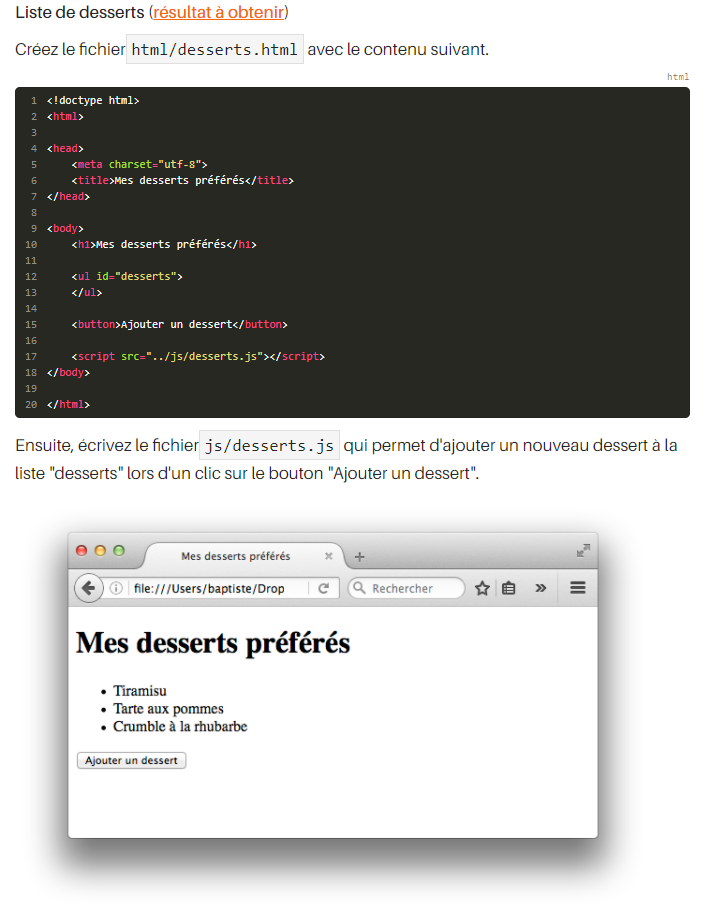 Liste de desserts (résultat à obtenir)
Créez le fichier html/desserts.html avec le contenu suivant.
html
1 <!doctype html>
2 <html>
3
4 <head>
5 <meta charset="utf-8">
6 <title>Mes desserts préférés</title>
7 </head>
8
9 <body>
10 <h1>Mes desserts préférés</h1>
11
12 <ul id="desserts">
13 </ul>
14
15 <button>Ajouter un dessert</button>
16
17 <script src="../js/desserts.js"></script>
18 </body>
19
20 </html>
Ensuite, écrivez le fichier js/desserts.js qui permet d'ajouter un nouveau dessert à la
liste "desserts" lors d'un clic sur le bouton "Ajouter un dessert".
Mes desserts préférés
file:///Users/baptiste/Drop
Rechercher
Mes desserts préférés
• Tiramisu
• Tarte aux pommes
• Crumble à la rhubarbe
Ajouter un dessert